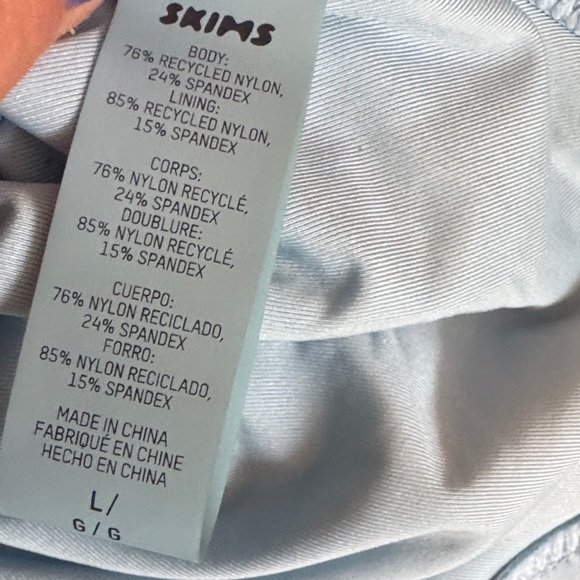 SKIMS
BODY:
76% RECYCLED NYLON,
24% SPANDEX
LINING:
85% RECYCLED NYLON,
15% SPANDEX
CORPS:
76% NYLON RECYCLÉ,
24% SPANDEX
DOUBLURE:
85% NYLON RECYCLÉ,
15% SPANDEX
CUERPO:
76% NYLON RECICLADO,
24% SPANDEX
FORRO:
85% NYLON RECICLADO,
15% SPANDEX
MADE IN CHINA
FABRIQUÉ EN CHINE
HECHO EN CHINA
L/
G/G